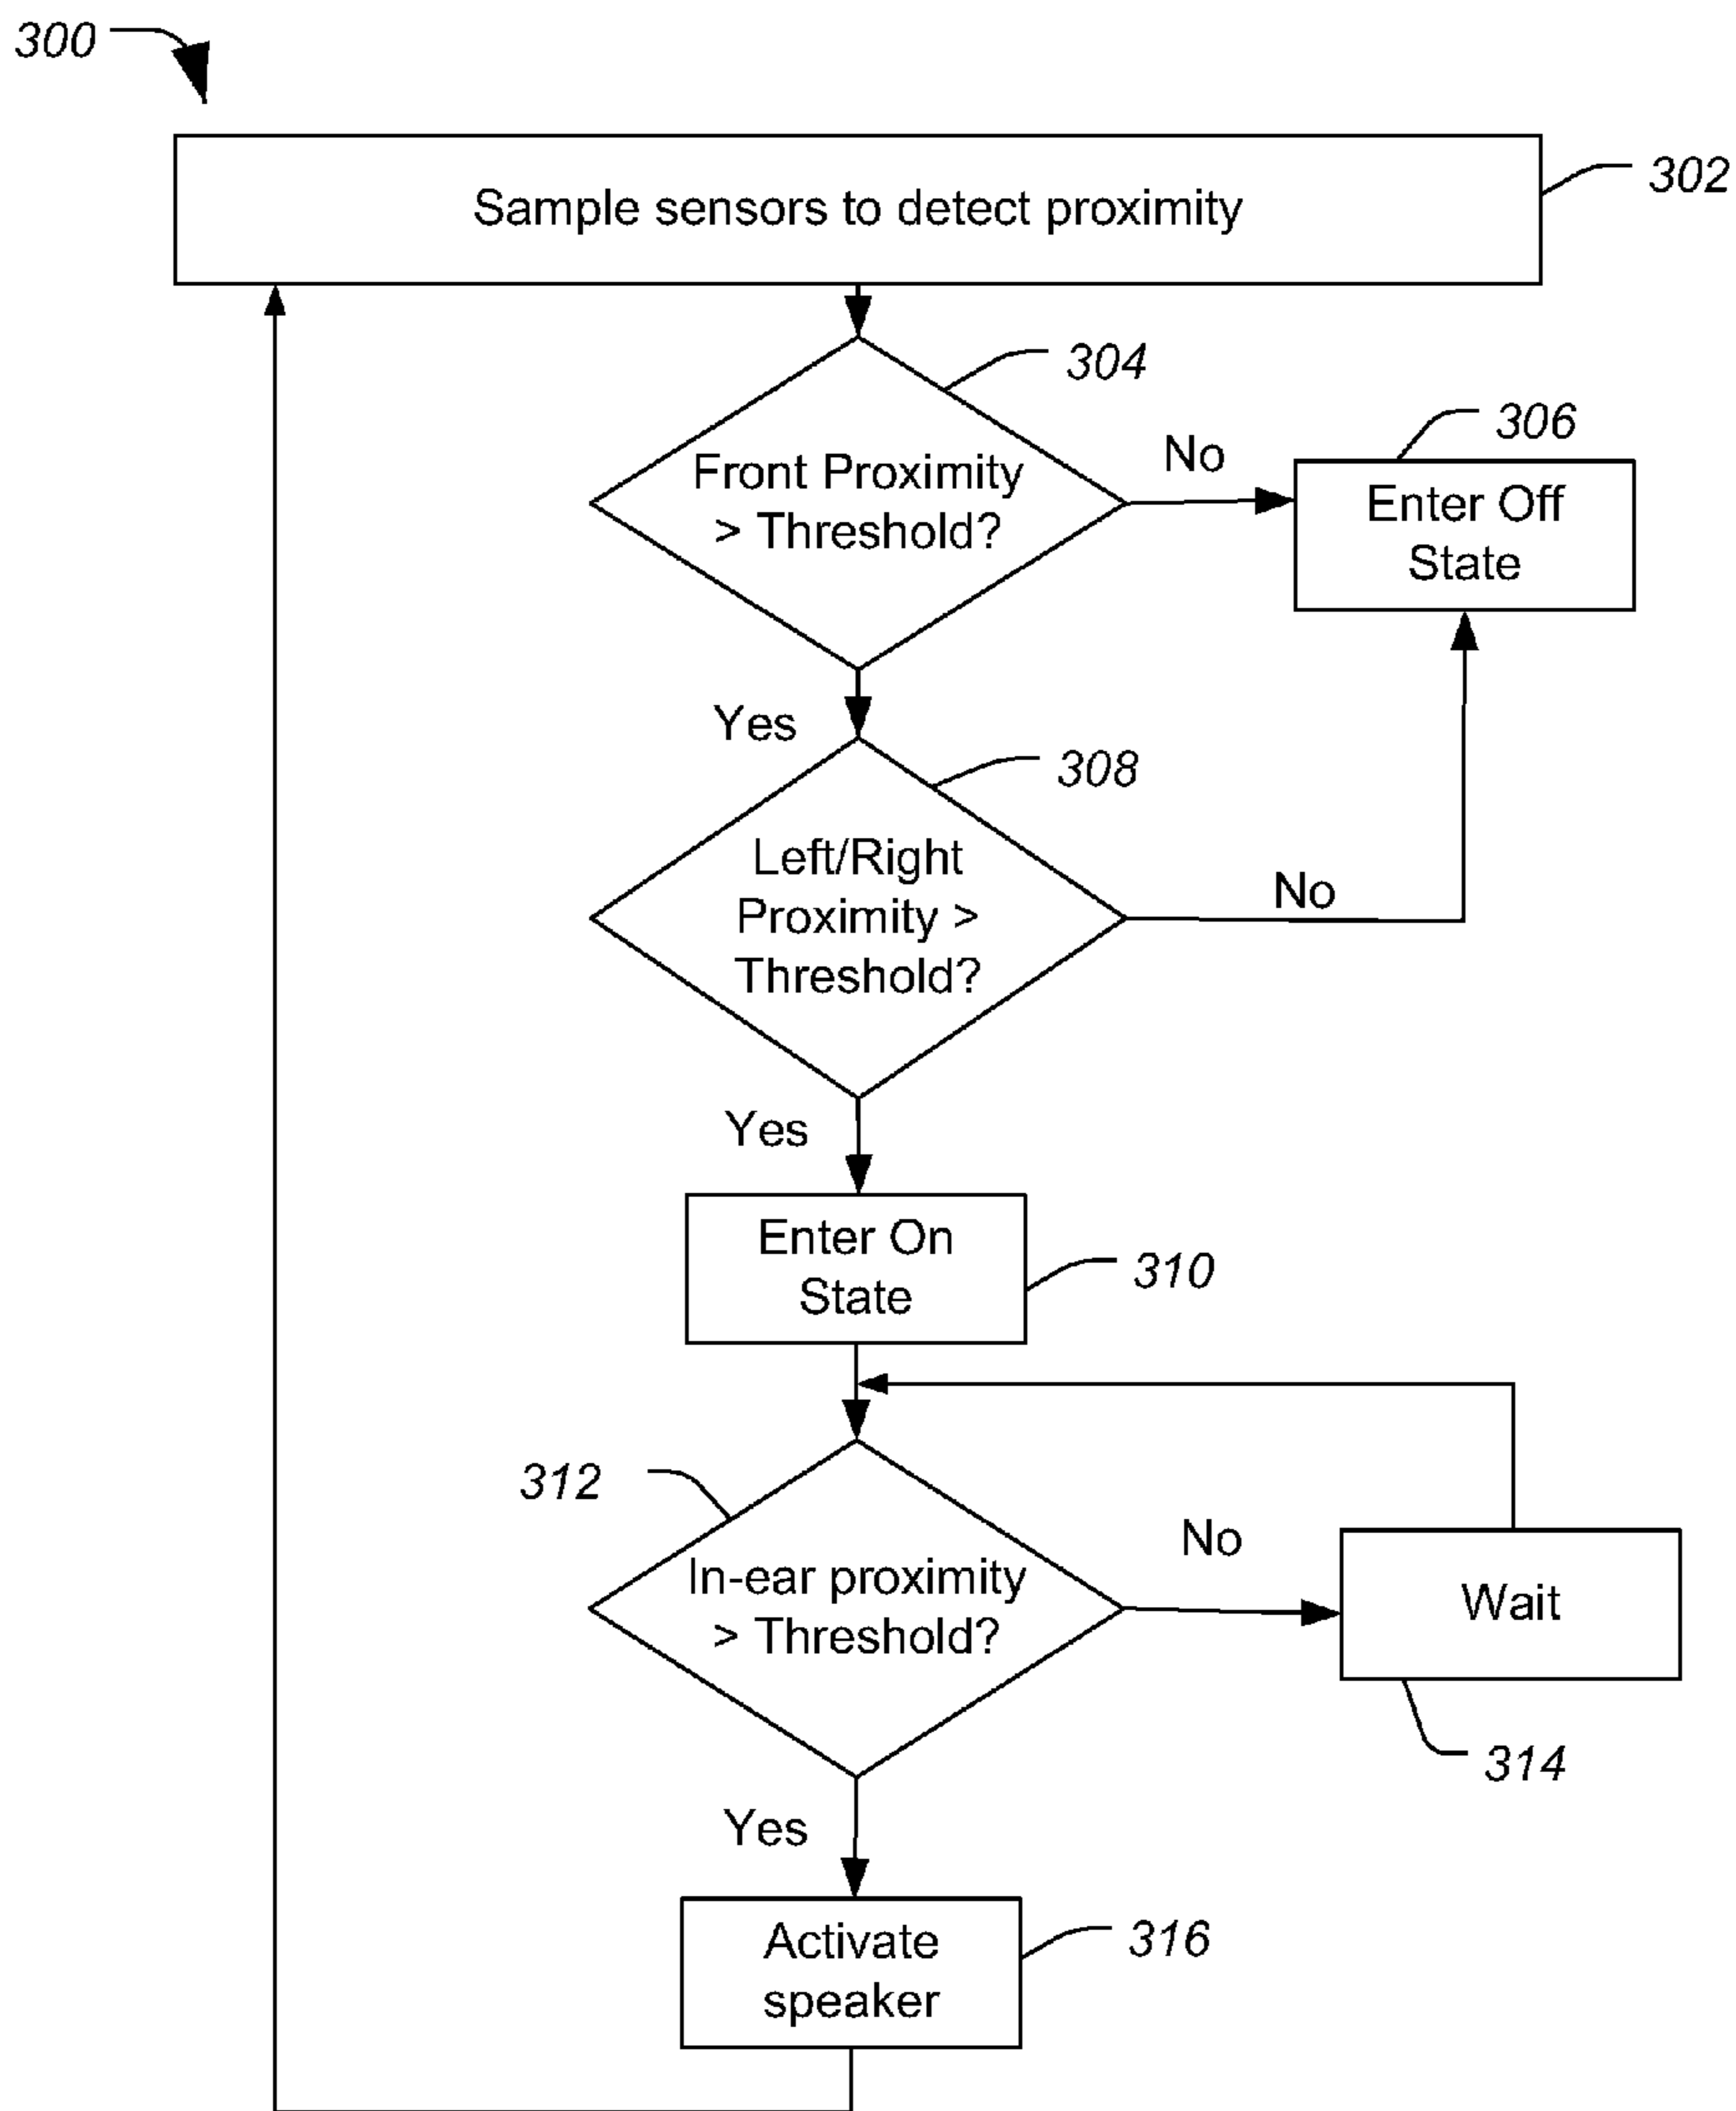 300
302
Sample sensors to detect proximity
304
Front Proximity
> Threshold?
No
306
Enter Off
State
Yes
308
Left/Right
Proximity >
Threshold?
No
Yes
Enter On
State
310
312
In-ear proximity
> Threshold?
No
Wait
314
Yes
Activate
speaker
316